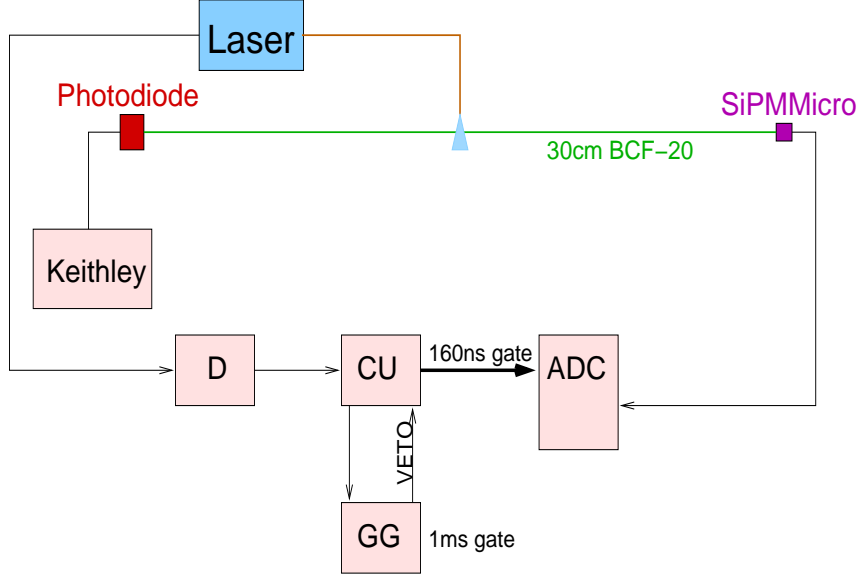 Laser
Photodiode
SiPMMicro
30cm BCF−20
Keithley
D
CU
160ns gate
ADC
VETO
GG
1ms gate